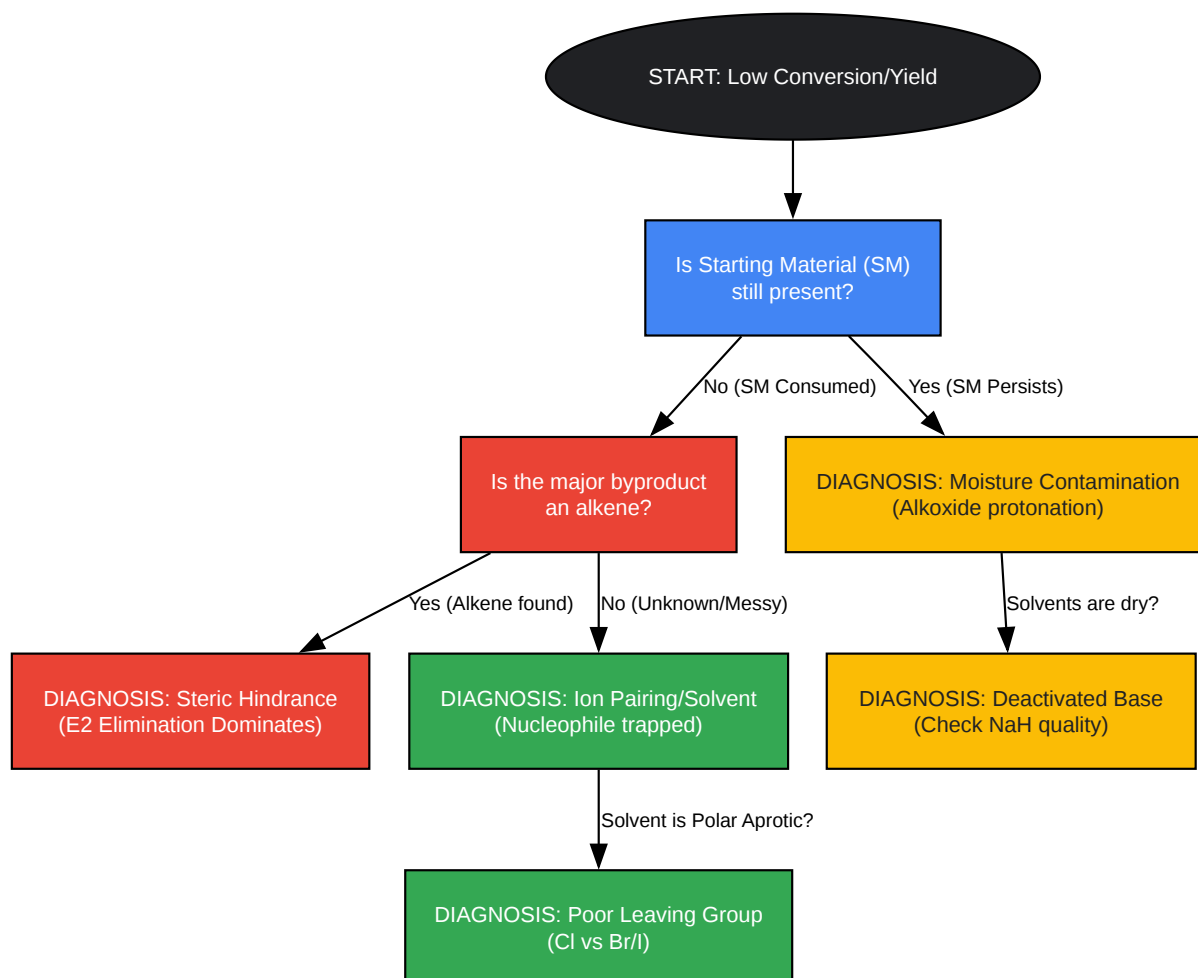 START: Low Conversion/Yield
Is Starting Material (SM)
still present?
No (SM Consumed)
Yes (SM Persists)
Is the major byproduct
an alkene?
DIAGNOSIS: Moisture Contamination
(Alkoxide protonation)
Yes (Alkene found)
No (Unknown/Messy)
Solvents are dry?
DIAGNOSIS: Steric Hindrance
(E2 Elimination Dominates)
DIAGNOSIS: Ion Pairing/Solvent
(Nucleophile trapped)
DIAGNOSIS: Deactivated Base
(Check NaH quality)
Solvent is Polar Aprotic?
DIAGNOSIS: Poor Leaving Group
(Cl vs Br/I)